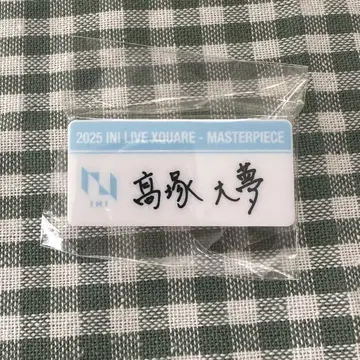 2025 INI LIVE XQUARE - MASTERPIECE
髙塚 大夢
INI